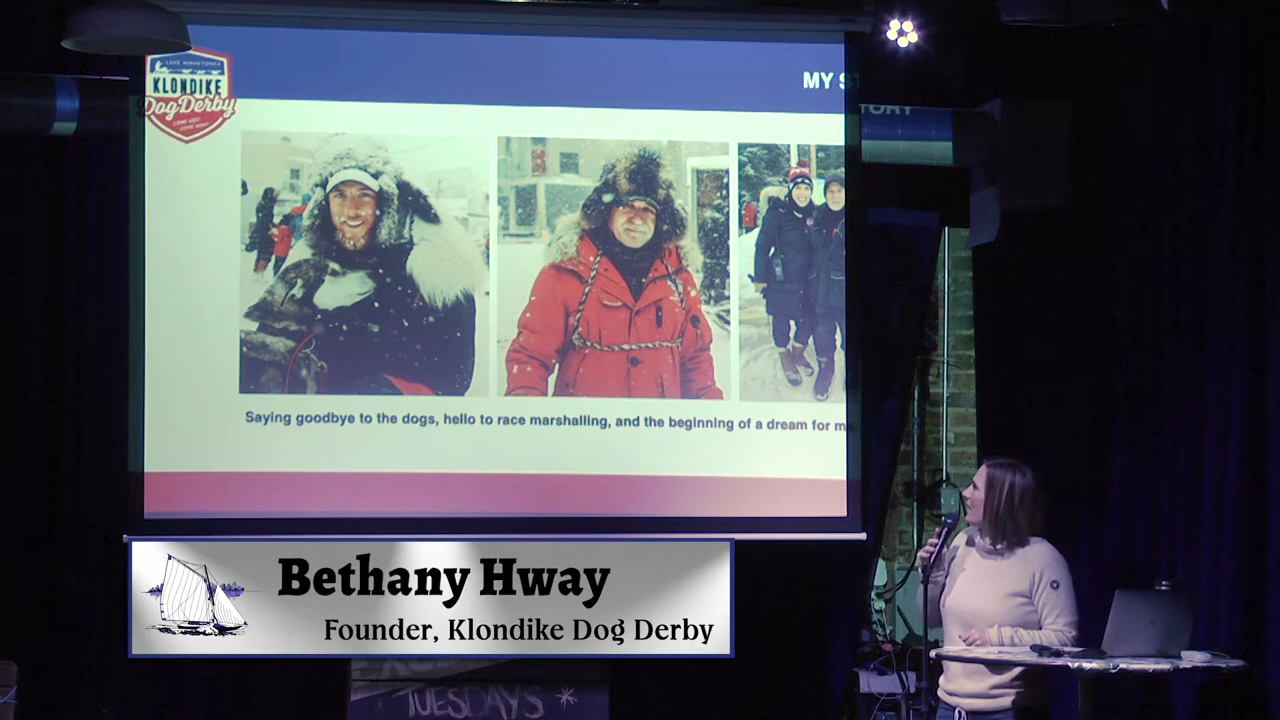 LAKE MINNETONKA
KLONDIKE
Dog Derby
MY STORY
Saying goodbye to the dogs, hello to race marshalling, and the beginning of a dream for m
Bethany Hway
Founder, Klondike Dog Derby
TUESDAYS